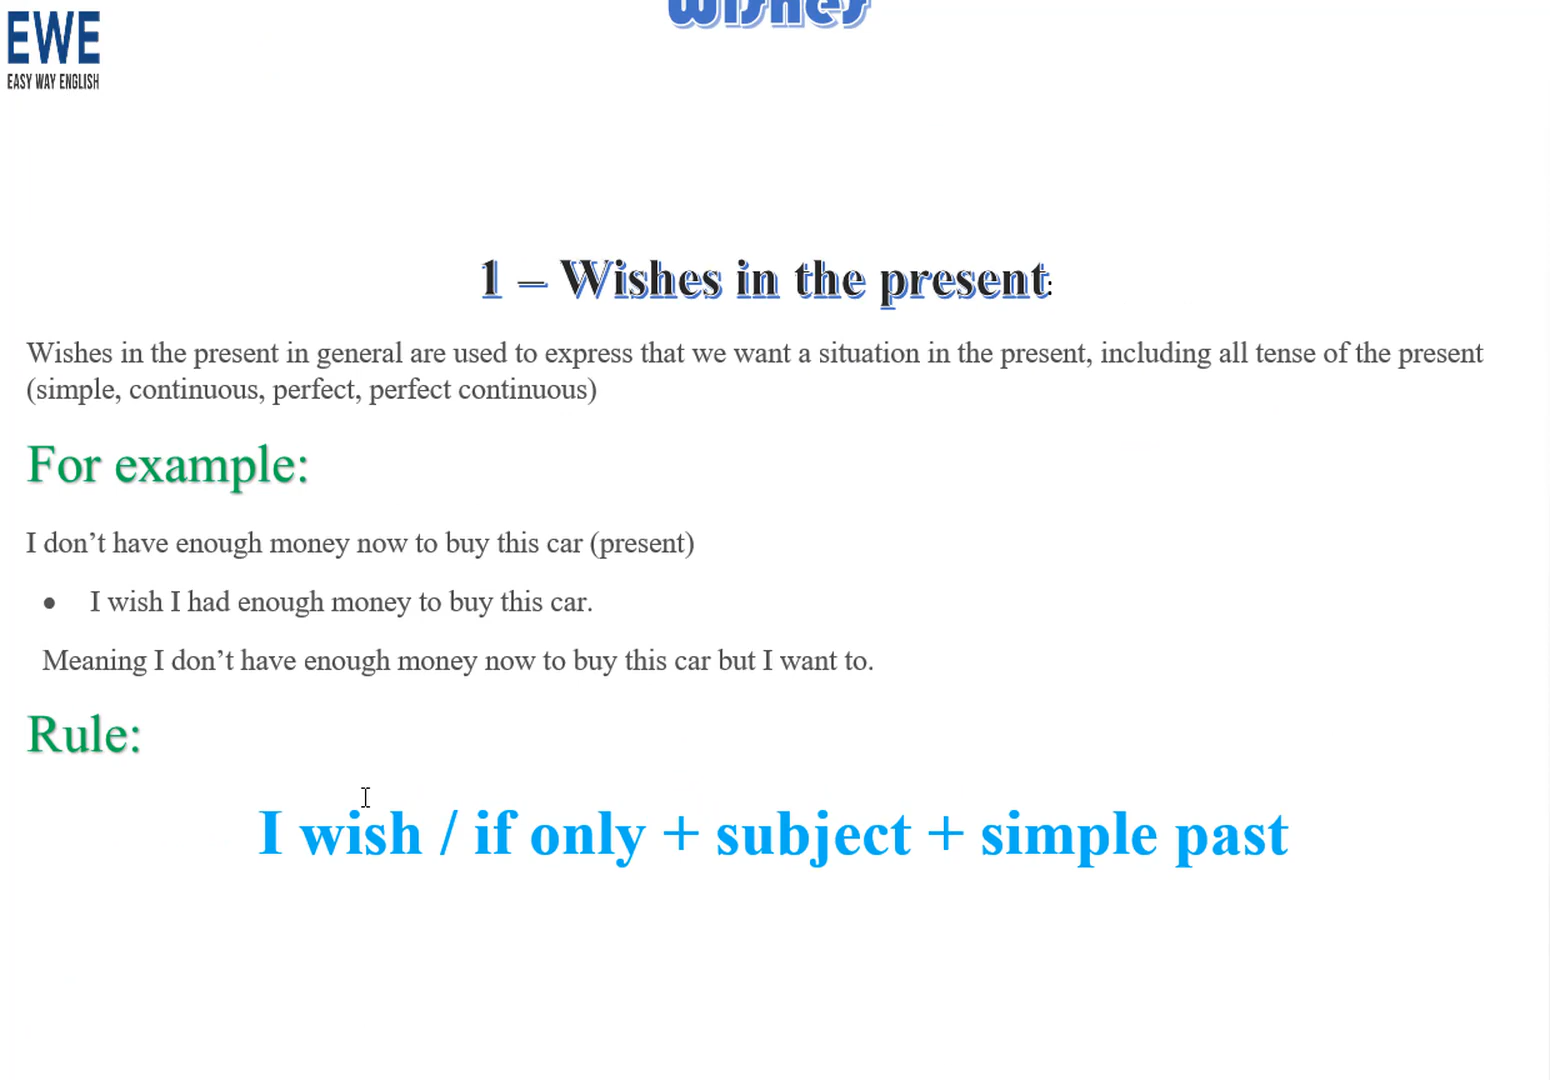 Wishes
EWE
EASY WAY ENGLISH
1 – Wishes in the present:
Wishes in the present in general are used to express that we want a situation in the present, including all tense of the present
(simple, continuous, perfect, perfect continuous)
For example:
I don’t have enough money now to buy this car (present)
• I wish I had enough money to buy this car.
Meaning I don’t have enough money now to buy this car but I want to.
Rule:
I wish / if only + subject + simple past